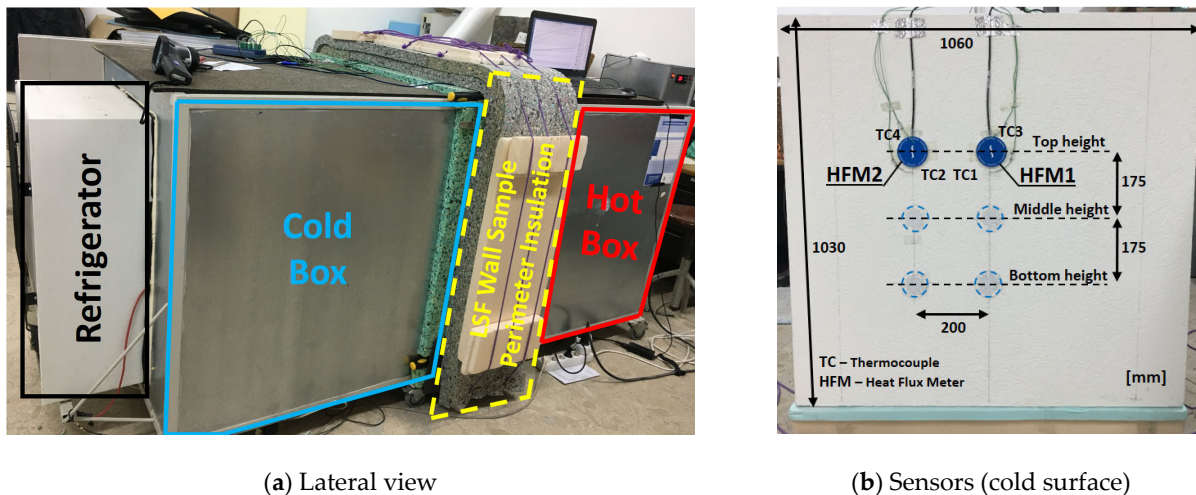 Refrigerator
Cold
Box
LSF Wall Sample
Perimeter Insulation
Hot
Box
(a) Lateral view
1060
TC4
TC3
Top height
HFM2
TC2
TC1
HFM1
175
Middle height
1030
175
Bottom height
200
TC – Thermocouple
HFM – Heat Flux Meter
[mm]
(b) Sensors (cold surface)